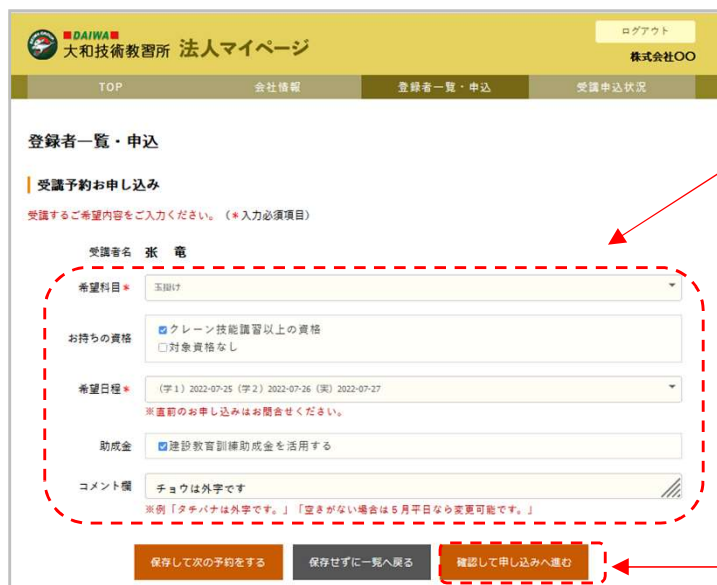 DAIWA
大和技術教習所 法人マイページ
ログアウト
株式会社〇〇
TOP 会社情報 登録者一覧・申込 受講申込状況
登録者一覧・申込
受講予約お申し込み
受講するご希望内容をご入力ください。（＊入力必須項目）
受講者名 张 竜
希望科目＊ 玉掛け
お持ちの資格 クレーン技能講習以上の資格
対象資格なし
希望日程＊ （学１）2022-07-25（学２）2022-07-26（実）2022-07-27
※直前のお申し込みはお問合せください。
助成金 建設教育訓練助成金を活用する
コメント欄 チョウは外字です
※例「タチバナは外字です。」「空きがない場合は５月平日なら変更可能です。」
保存して次の予約をする 保存せずに一覧へ戻る 確認して申し込みへ進む